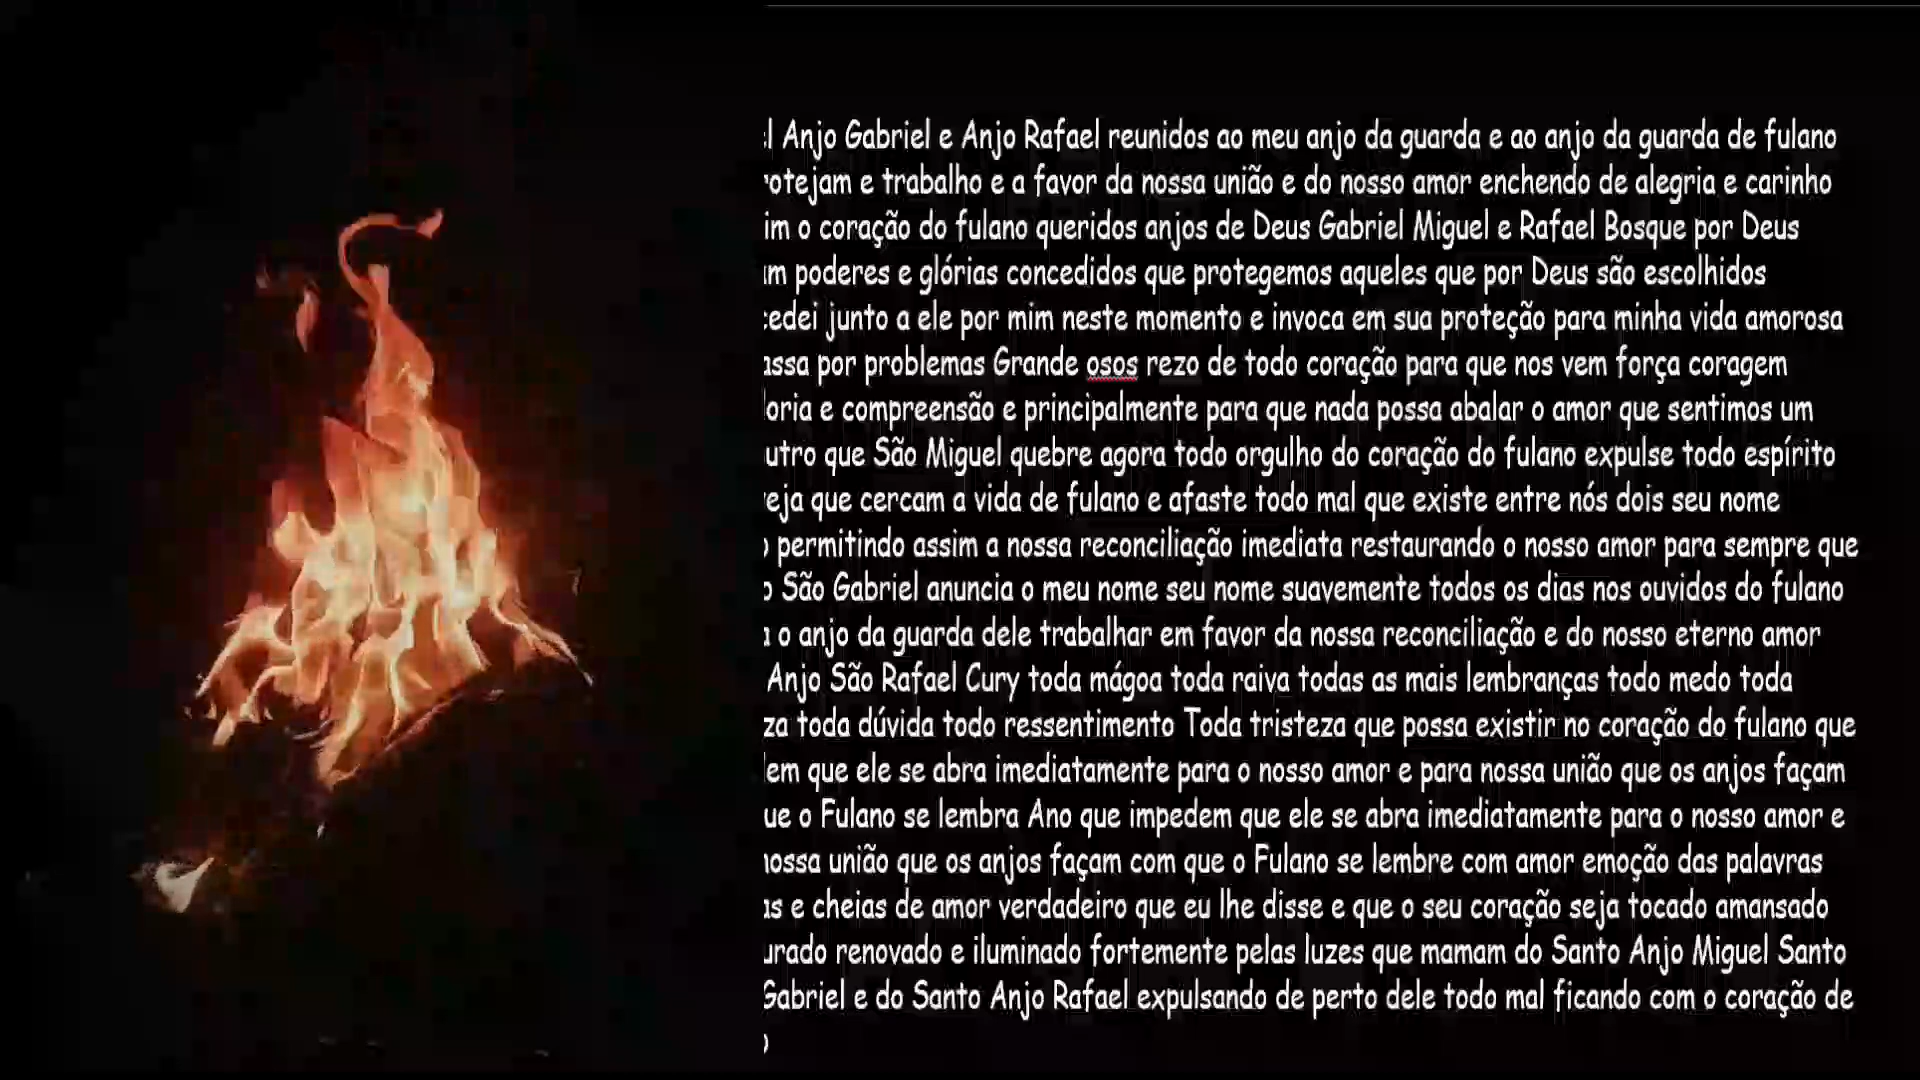 Anjo Gabriel e Anjo Rafael reunidos ao meu anjo da guarda e ao anjo da guarda de fulano
rotejam e trabalho e a favor da nossa união e do nosso amor enchendo de alegria e carinho
im o coração do fulano queridos anjos de Deus Gabriel Miguel e Rafael Bosque por Deus
poderes e glórias concedidos que protegemos aqueles que por Deus são escolhidos
cedei junto a ele por mim neste momento e invoca em sua proteção para minha vida amorosa
assa por problemas Grande osos rezo de todo coração para que nos vem força coragem
loria e compreensão e principalmente para que nada possa abalar o amor que sentimos um
utro que São Miguel quebre agora todo orgulho do coração do fulano expulse todo espírito
veja que cercam a vida de fulano e afaste todo mal que existe entre nós dois seu nome
permitindo assim a nossa reconciliação imediata restaurando o nosso amor para sempre que
São Gabriel anuncia o meu nome seu nome suavemente todos os dias nos ouvidos do fulano
o anjo da guarda dele trabalhar em favor da nossa reconciliação e do nosso eterno amor
Anjo São Rafael Cury toda mágoa toda raiva todas as mais lembranças todo medo toda
za toda dúvida todo ressentimento Toda tristeza que possa existir no coração do fulano que
dem que ele se abra imediatamente para o nosso amor e para nossa união que os anjos façam
ue o Fulano se lembra Ano que impedem que ele se abra imediatamente para o nosso amor e
nossa união que os anjos façam com que o Fulano se lembre com amor emoção das palavras
as e cheias de amor verdadeiro que eu lhe disse e que o seu coração seja tocado amansado
urado renovado e iluminado fortemente pelas luzes que mamam do Santo Anjo Miguel Santo
Gabriel e do Santo Anjo Rafael expulsando de perto dele todo mal ficando com o coração de